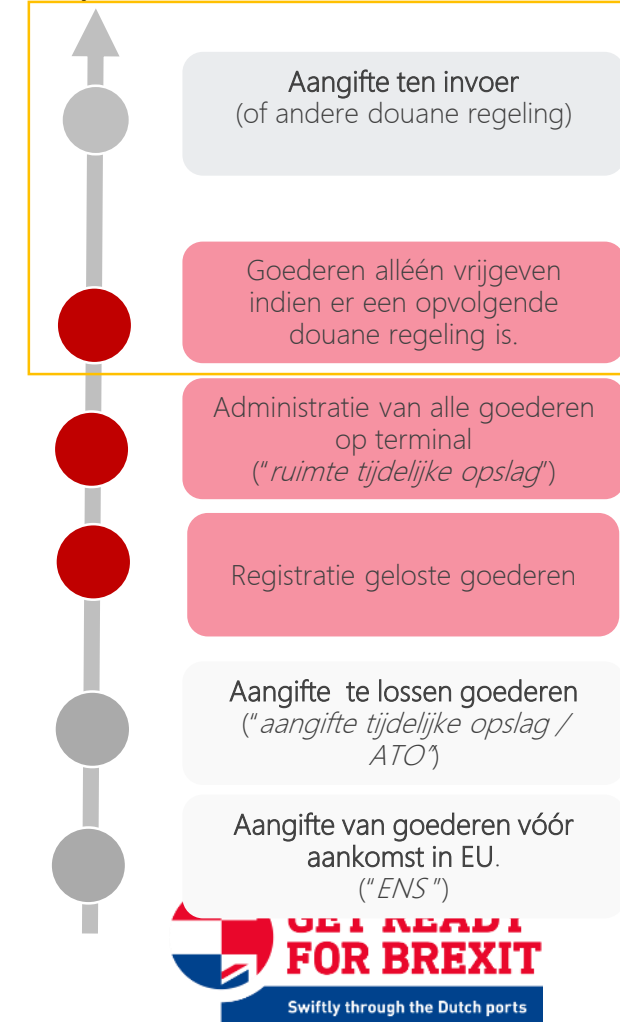 Aangifte ten invoer
(of andere douane regeling)
Goederen alléén vrijgeven
indien er een opvolgende
douane regeling is.
Administratie van alle goederen
op terminal
(“ruimte tijdelijke opslag”)
Registratie geloste goederen
Aangifte te lossen goederen
(“aangifte tijdelijke opslag /
ATO”)
Aangifte van goederen vóór
aankomst in EU.
(“ENS”)
GET READY
FOR BREXIT
Swiftly through the Dutch ports